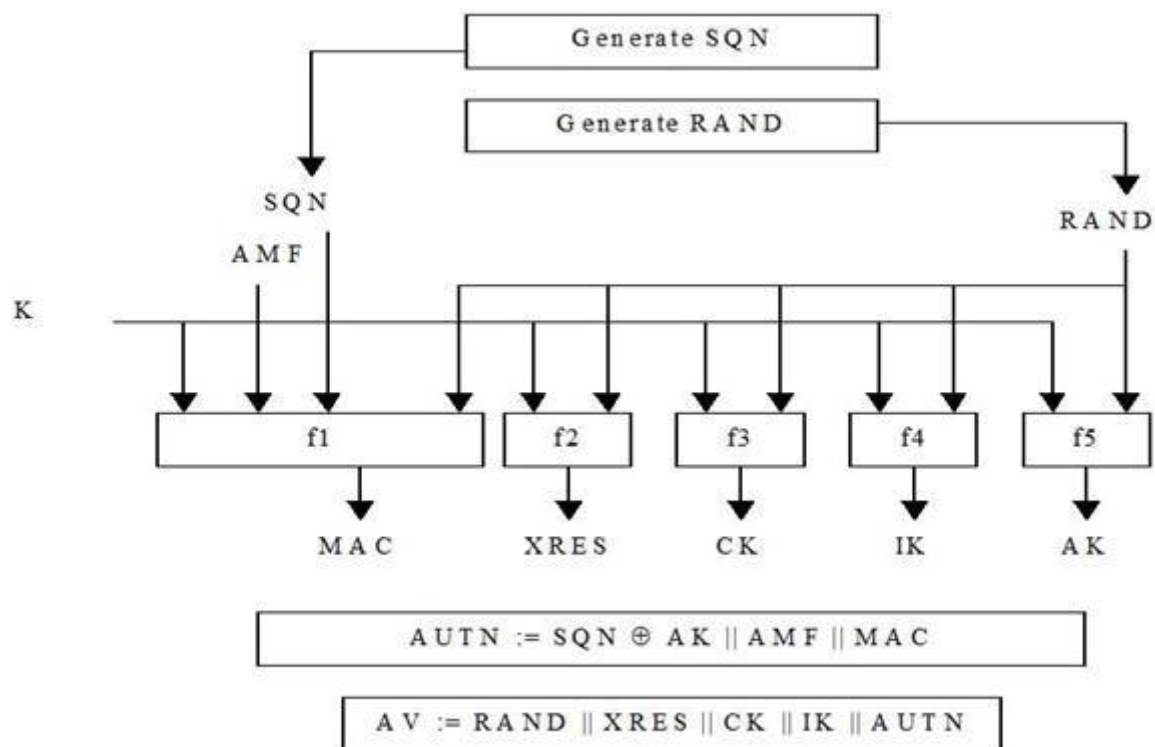 Generate SQN
Generate RAND
SQN
RAND
AMF
K
f1 f2 f3 f4 f5
MAC XRES CK IK AK
AUTN := SQN ⊕ AK || AMF || MAC
AV := RAND || XRES || CK || IK || AUTN